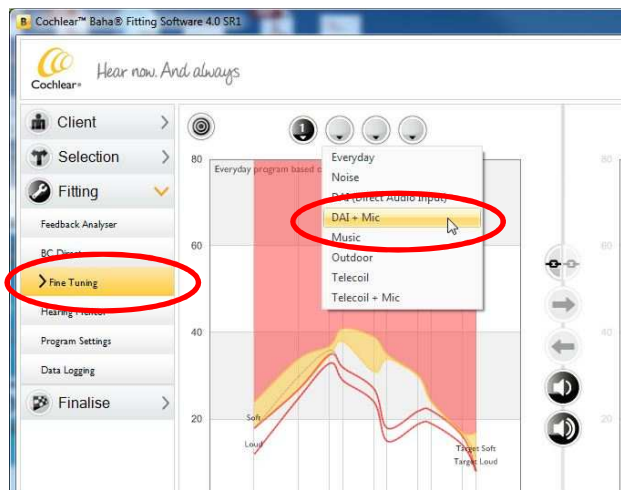 B Cochlear™ Baha® Fitting Software 4.0 SR1
Cochlear®
Hear now. And always
Client
Selection
Fitting
Feedback Analyser
BC Direct
Fine Tuning
Hearing Mentor
Program Settings
Data Logging
Finalise
1
80
Everyday program based
60
40
20
Soft
Loud
Target Soft
Target Loud
Everyday
Noise
DAI (Direct Audio Input)
DAI + Mic
Music
Outdoor
Telecoil
Telecoil + Mic
80
60
40
20